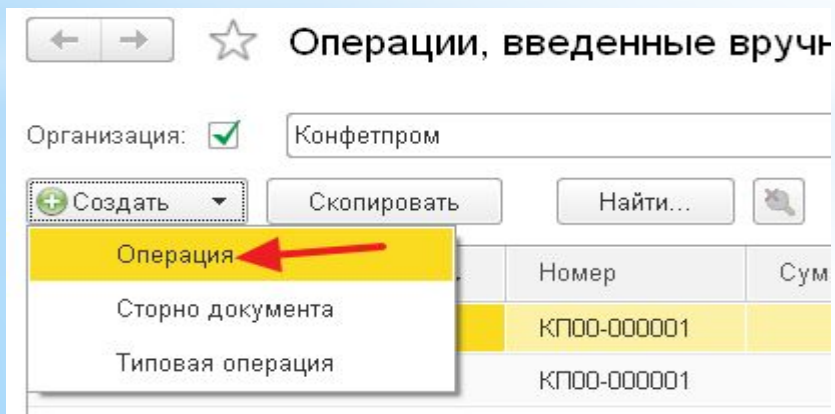 Операции, введенные вручн
Организация: Конфетпром
Создать Скопировать Найти...
Операция
Номер Сум
Сторно документа
КП00-000001
Типовая операция
КП00-000001